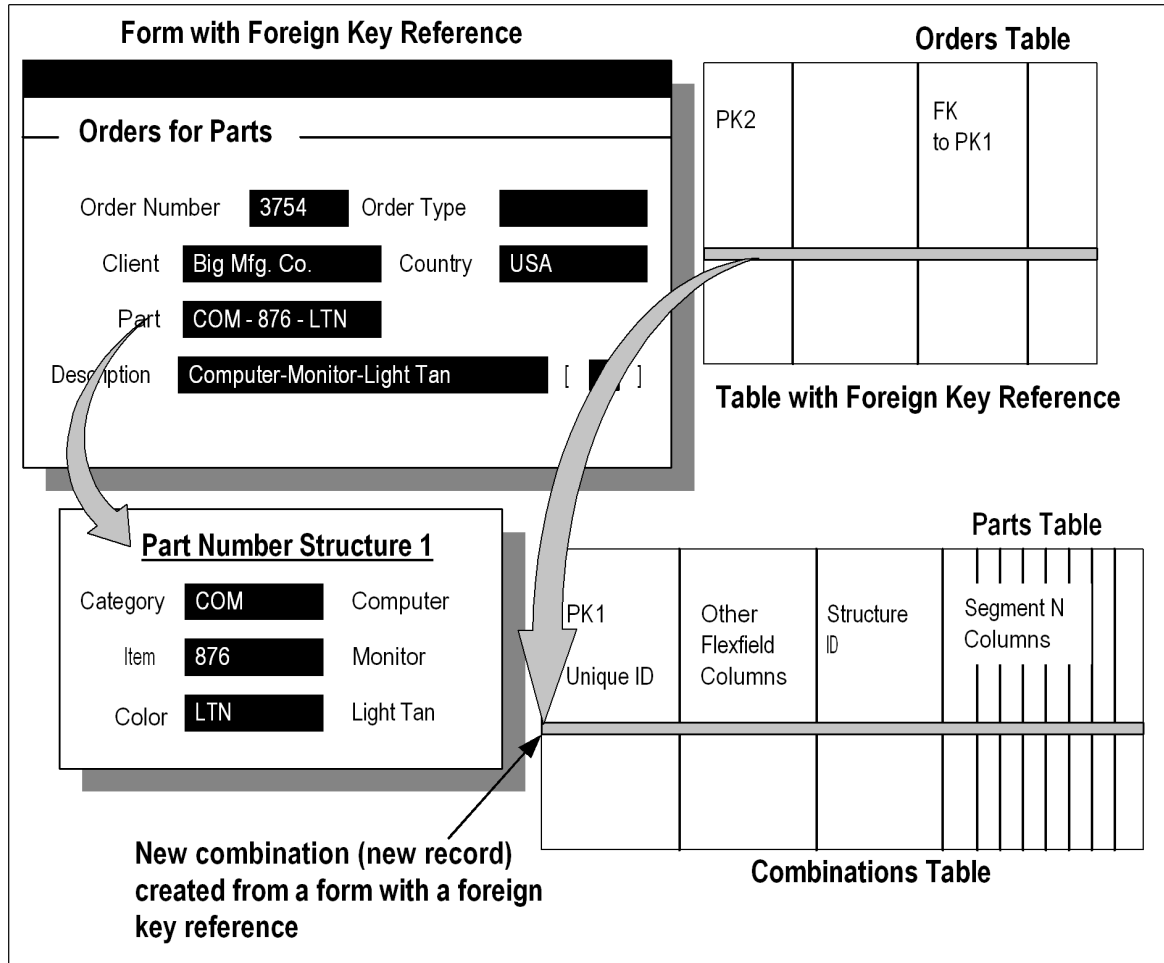 Form with Foreign Key Reference
Orders for Parts
Order Number 3754 Order Type
Client Big Mfg. Co. Country USA
Part COM - 876 - LTN
Description Computer-Monitor-Light Tan [ ]
Orders Table
PK2
FK
to PK1
Table with Foreign Key Reference
Part Number Structure 1
Category COM Computer
Item 876 Monitor
Color LTN Light Tan
Parts Table
PK1
Unique ID
Other
Flexfield
Columns
Structure
ID
Segment N
Columns
Combinations Table
New combination (new record)
created from a form with a foreign
key reference